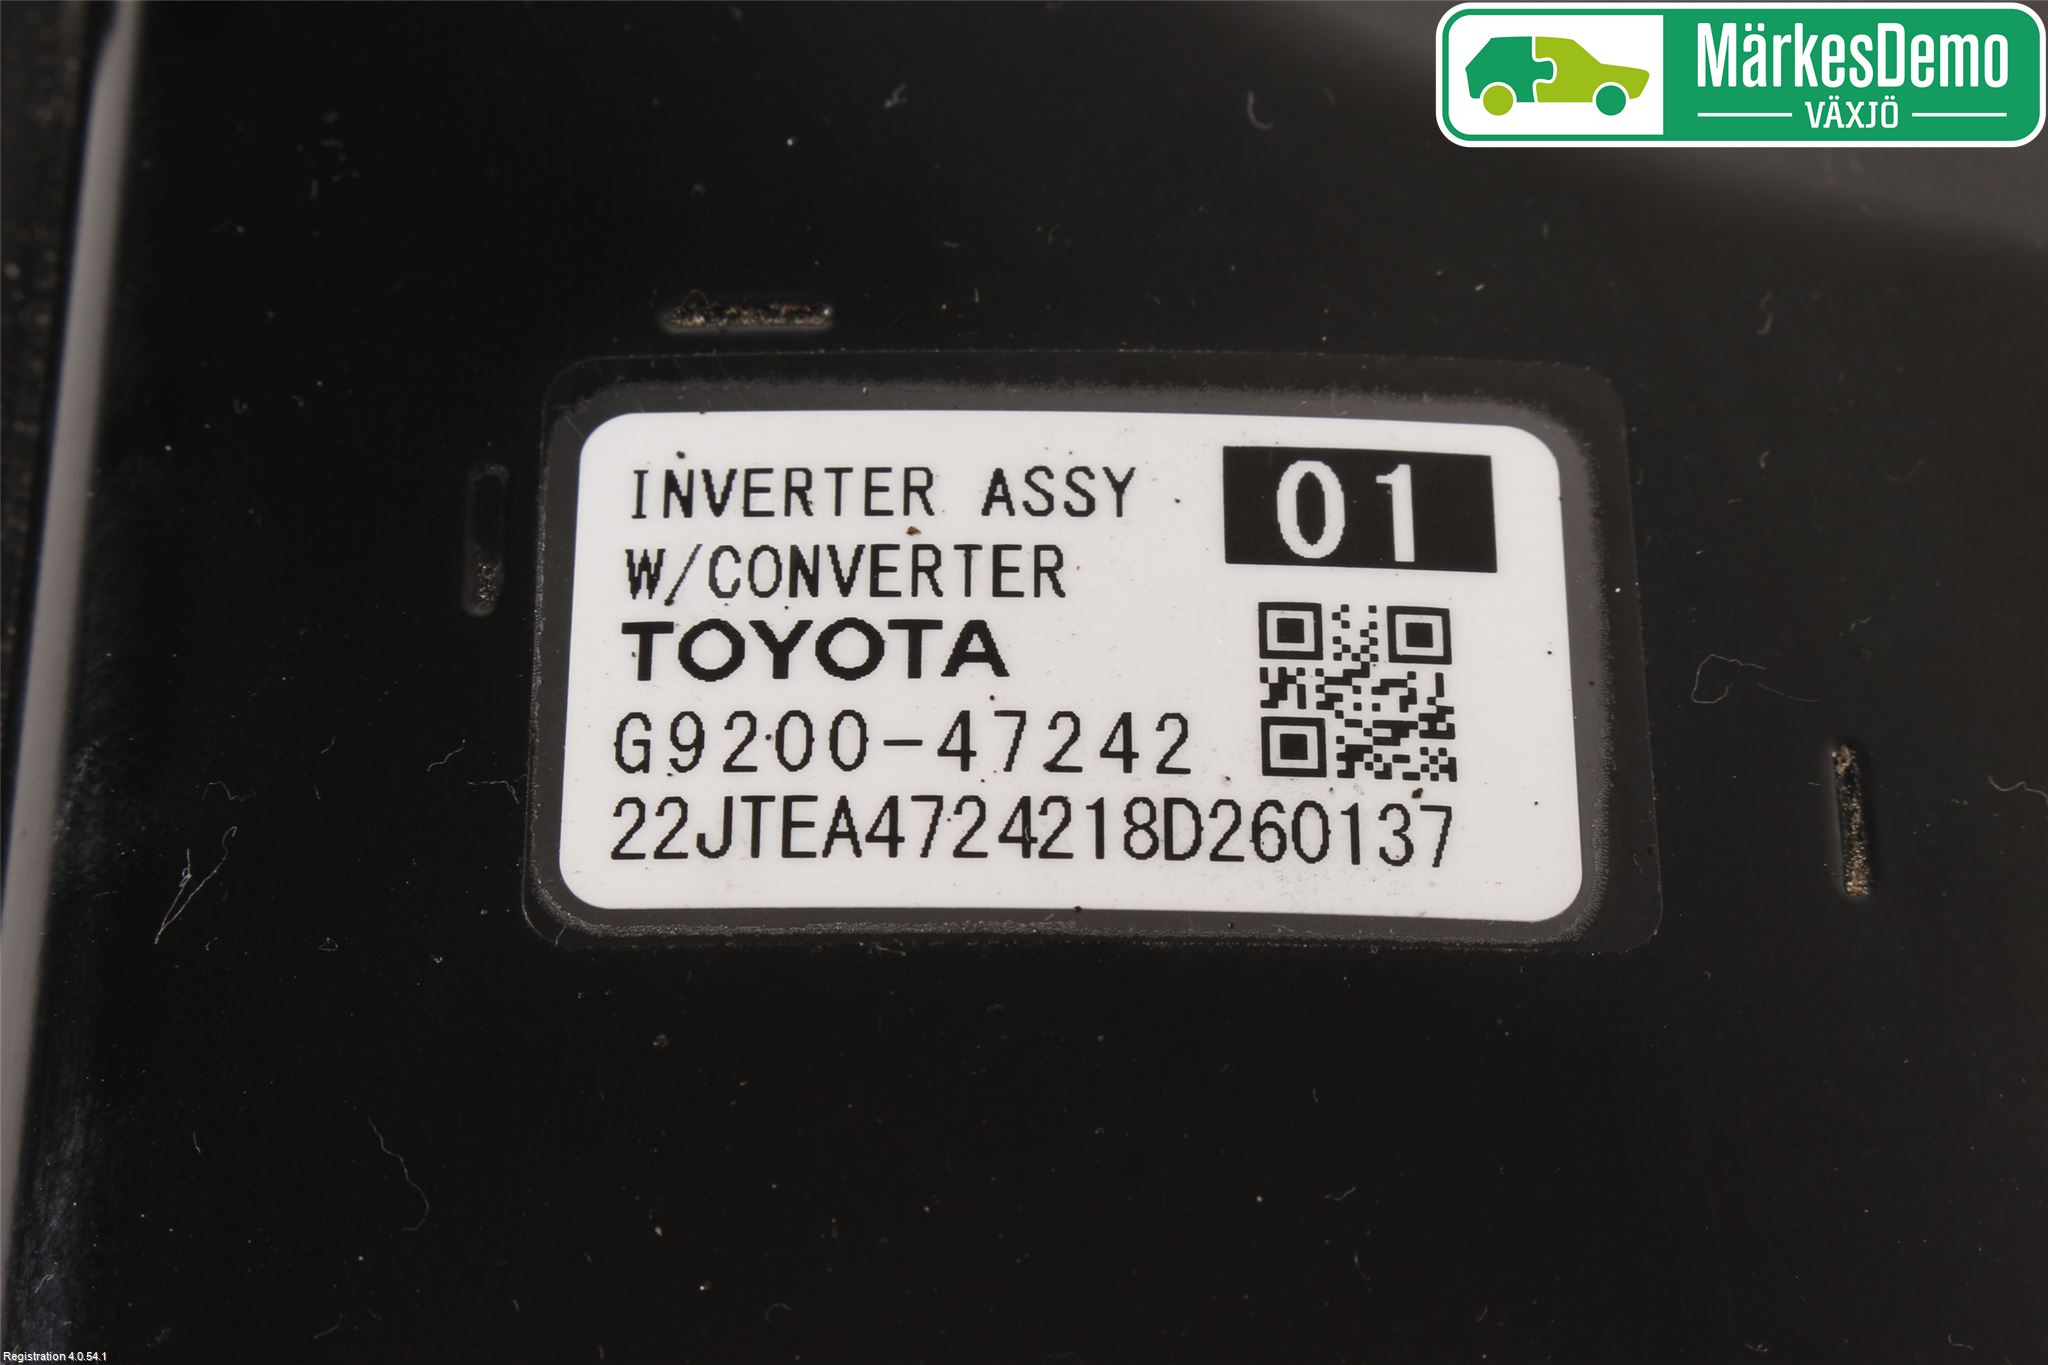 MärkesDemo
VÄXJÖ
INVERTER ASSY
01
W/CONVERTER
TOYOTA
G9200-47242
22JTEA4724218D260137
Registration 4.0.54.1